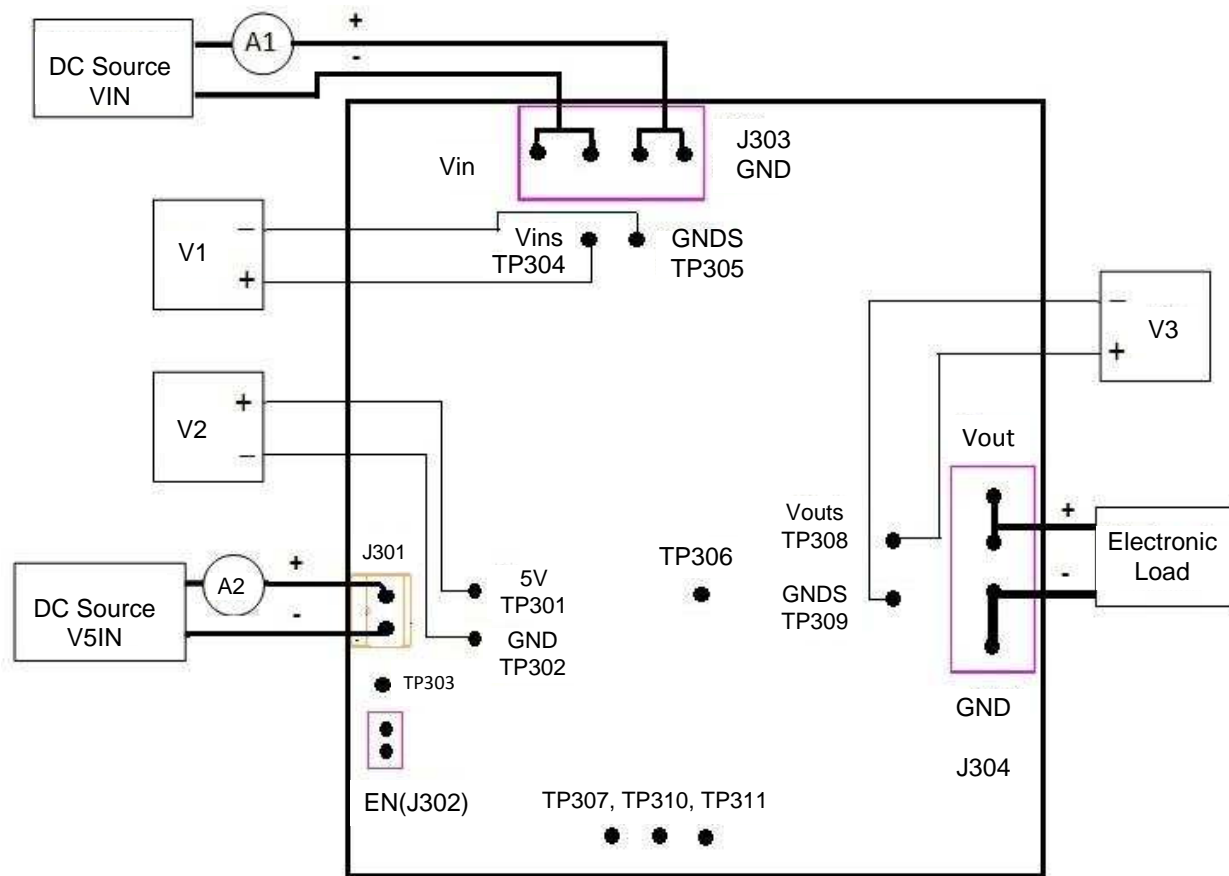 DC Source
VIN
A1
+
-
Vin
J303
GND
V1
–
+
Vins
TP304
GNDS
TP305
V3
–
+
V2
+
–
Vout
Vouts
TP308
GNDS
TP309
+
-
Electronic
Load
J301
DC Source
V5IN
A2
+
-
5V
TP301
GND
TP302
TP306
TP303
GND
J304
EN(J302)
TP307, TP310, TP311